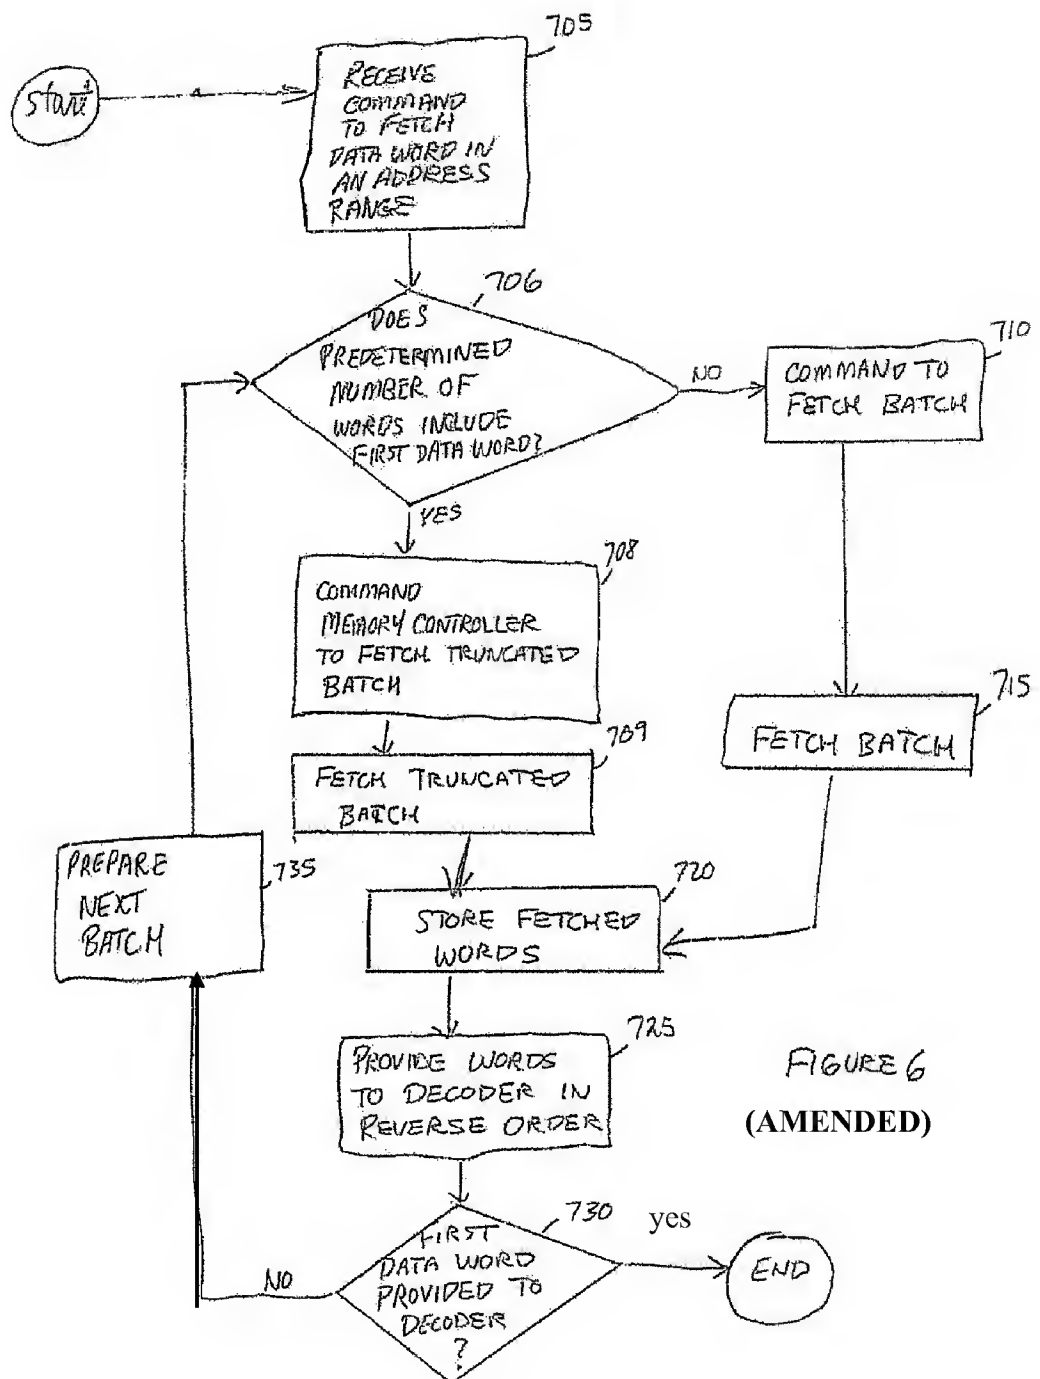 705
start
RECEIVE
COMMAND
TO FETCH
DATA WORD IN
AN ADDRESS
RANGE
706
DOES
PREDETERMINED
NUMBER OF
WORDS INCLUDE
FIRST DATA WORD?
NO
710
COMMAND TO
FETCH BATCH
YES
708
COMMAND
MEMORY CONTROLLER
TO FETCH TRUNCATED
BATCH
715
FETCH BATCH
709
FETCH TRUNCATED
BATCH
735
PREPARE
NEXT
BATCH
720
STORE FETCHED
WORDS
725
PROVIDE WORDS
TO DECODER IN
REVERSE ORDER
FIGURE 6
(AMENDED)
730
yes
FIRST
DATA WORD
PROVIDED TO
DECODER
?
NO
END